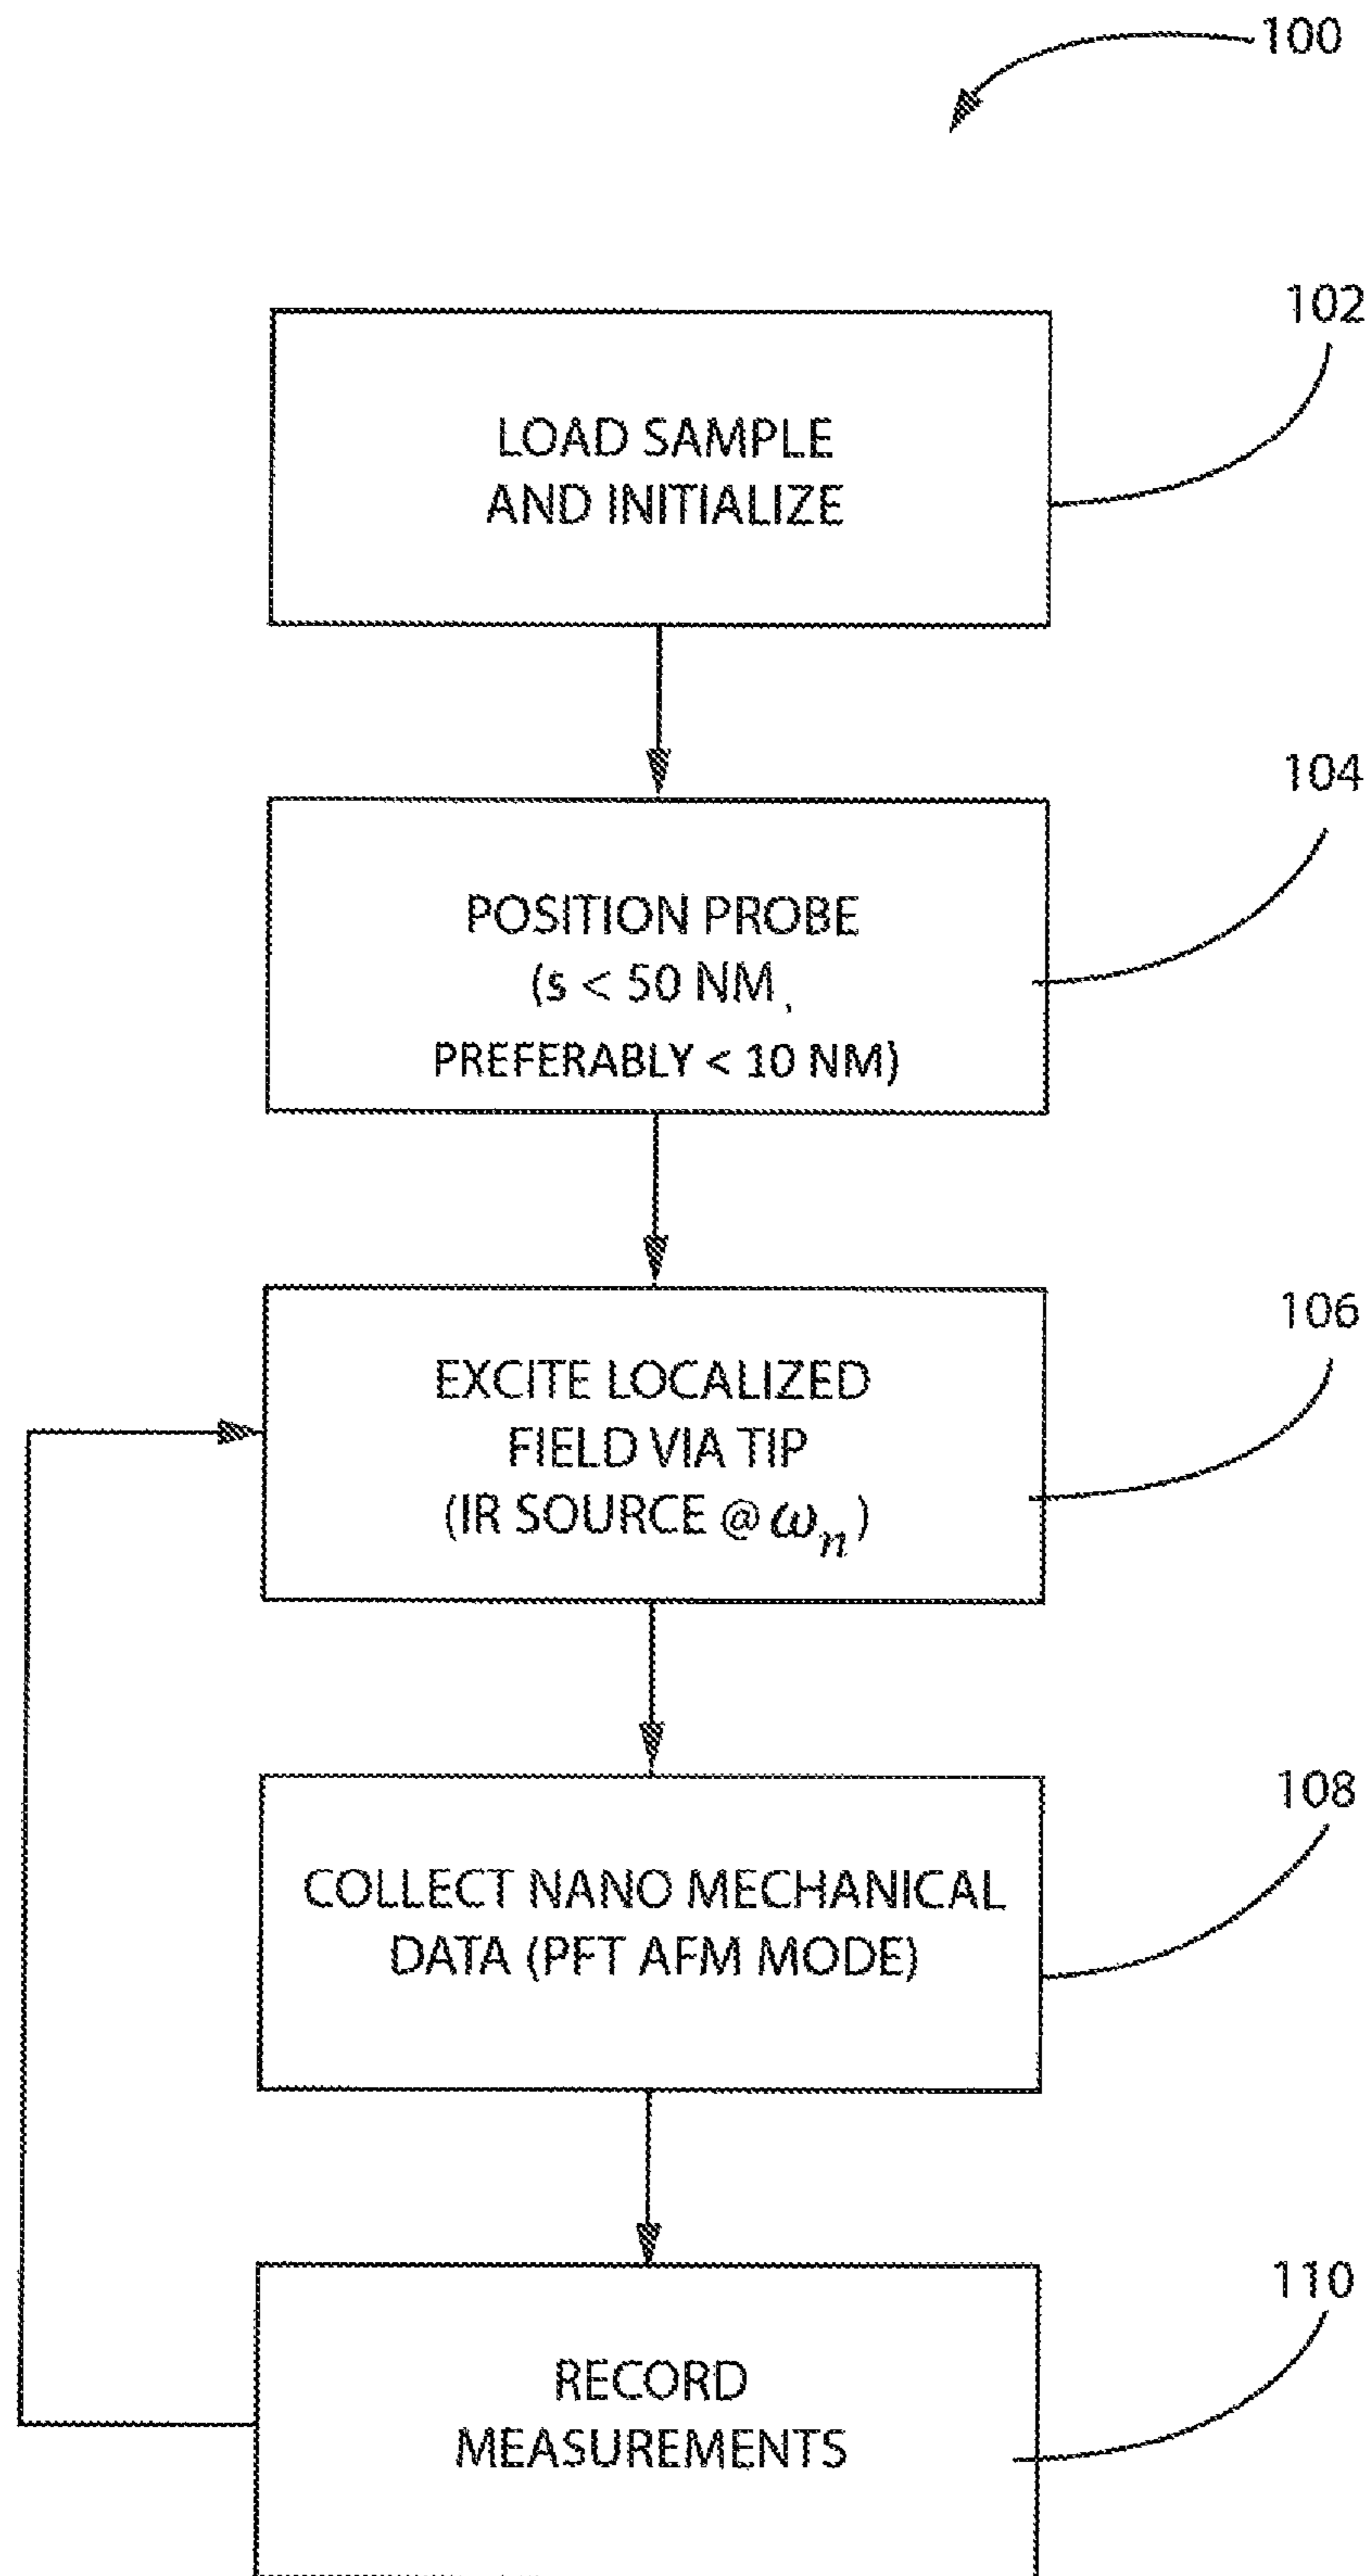 100
102
LOAD SAMPLE
AND INITIALIZE
104
POSITION PROBE
(s < 50 NM,
PREFERABLY < 10 NM)
106
EXCITE LOCALIZED
FIELD VIA TIP
(IR SOURCE @ ωₙ)
108
COLLECT NANO MECHANICAL
DATA (PFT AFM MODE)
110
RECORD
MEASUREMENTS